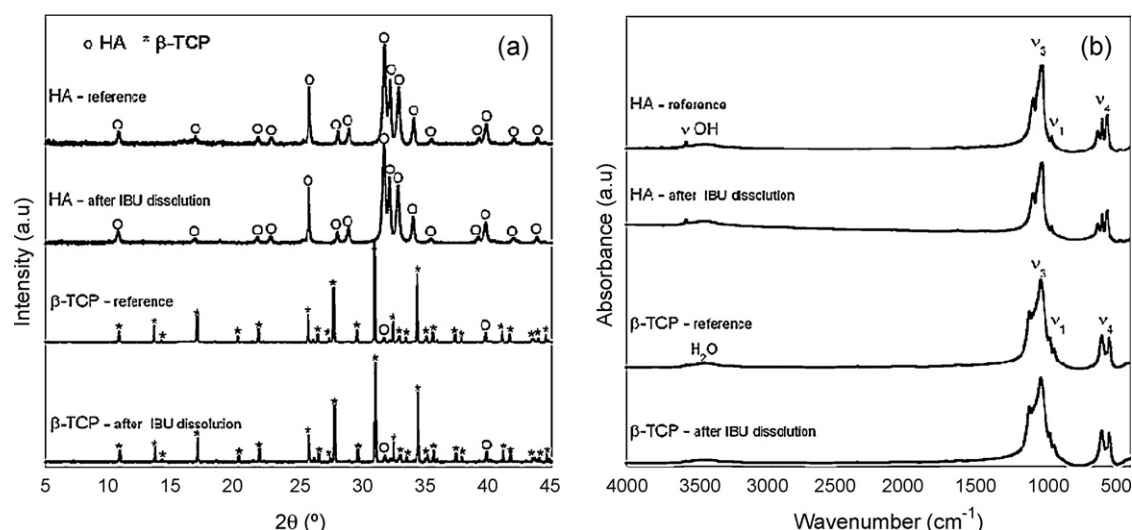 (a)
o HA * β-TCP
HA - reference
HA - after IBU dissolution
β-TCP - reference
β-TCP - after IBU dissolution
Intensity (a.u)
5 10 15 20 25 30 35 40 45
2θ (º)
(b)
ν3
ν4
ν1
HA - reference
ν OH
HA - after IBU dissolution
ν3
ν1
ν4
β-TCP - reference
H2O
β-TCP - after IBU dissolution
Absorbance (a.u)
4000 3500 3000 2500 2000 1500 1000 500
Wavenumber (cm-1)